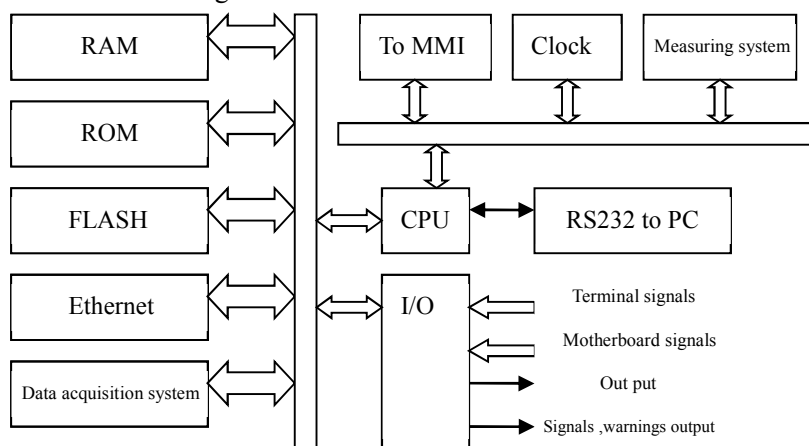 RAM
To MMI
Clock
Measuring system
ROM
FLASH
CPU
RS232 to PC
Ethernet
I/O
Terminal signals
Motherboard signals
Data acquisition system
Out put
Signals ,warnings output